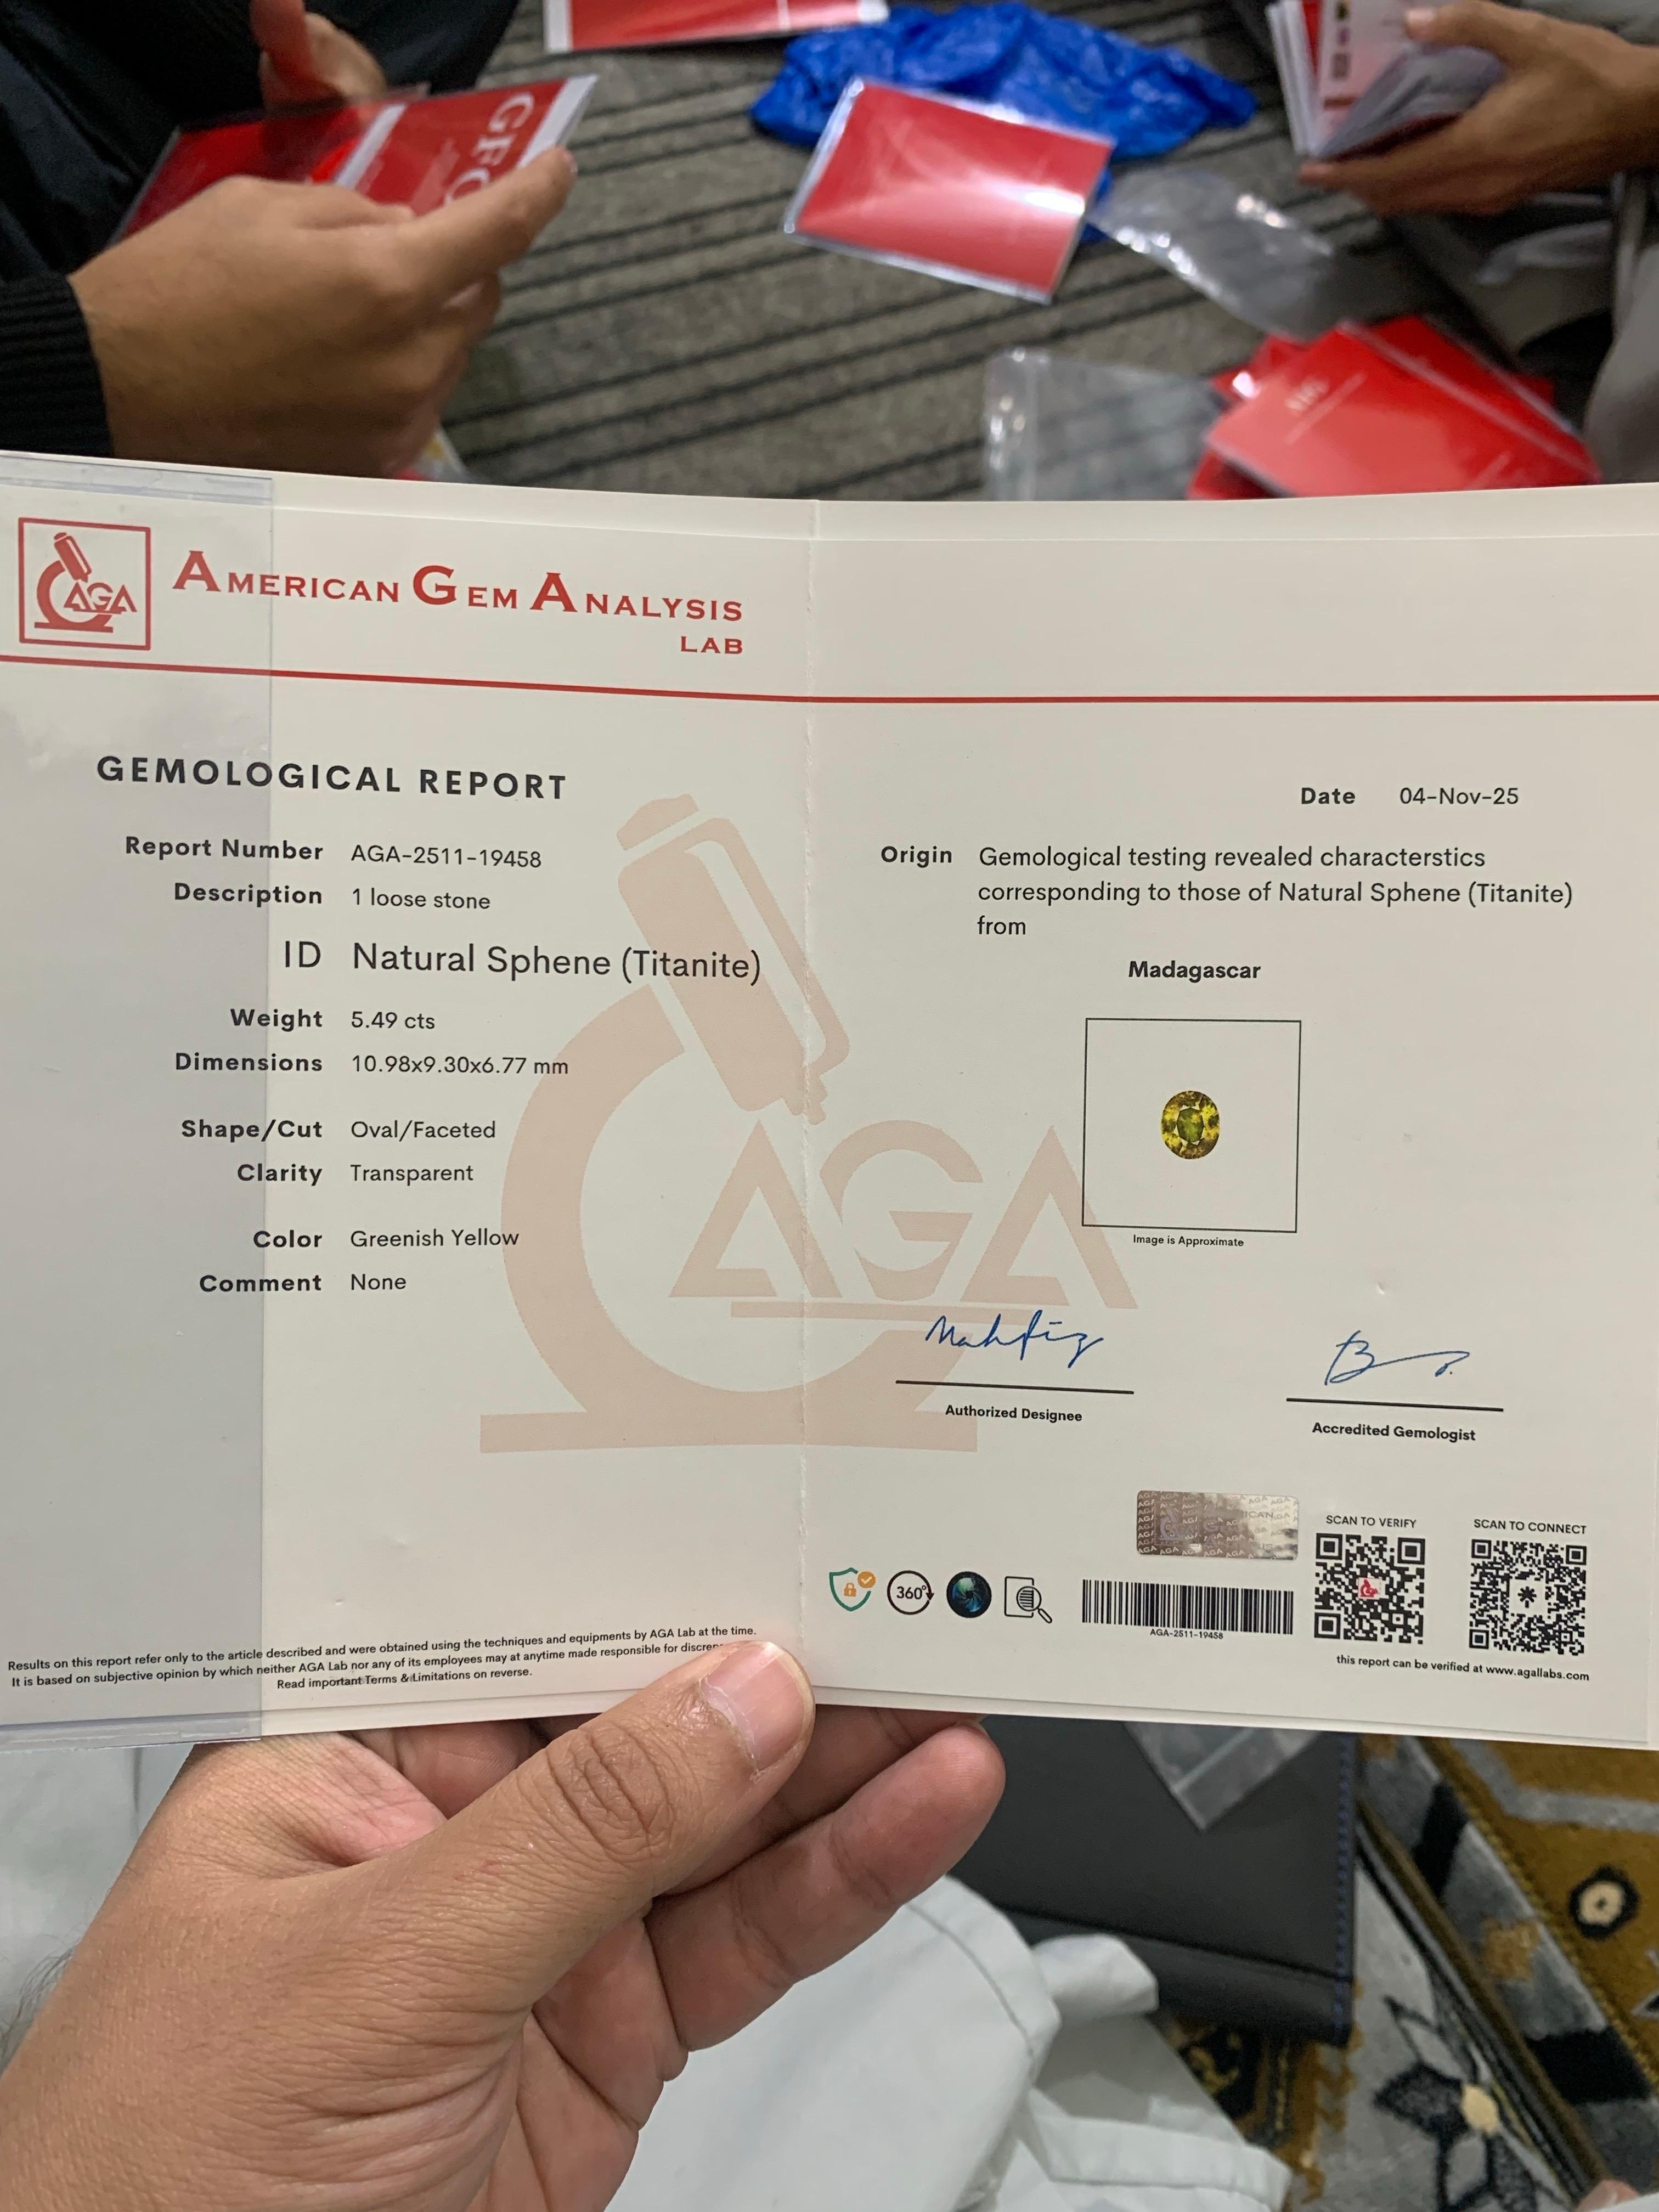 GFC
AGA
AMERICAN GEM ANALYSIS
LAB
GEMOLOGICAL REPORT
Report Number AGA-2511-19458
Description 1 loose stone
ID Natural Sphene (Titanite)
Weight 5.49 cts
Dimensions 10.98x9.30x6.77 mm
Shape/Cut Oval/Faceted
Clarity Transparent
Color Greenish Yellow
Comment None
AGA
Date 04-Nov-25
Origin Gemological testing revealed characterstics
corresponding to those of Natural Sphene (Titanite)
from
Madagascar
Image is Approximate
Authorized Designee
Accredited Gemologist
SCAN TO VERIFY
SCAN TO CONNECT
360°
AGA-2511-19458
this report can be verified at www.agallabs.com
Results on this report refer only to the article described and were obtained using the techniques and equipments by AGA Lab at the time.
It is based on subjective opinion by which neither AGA Lab nor any of its employees may at anytime made responsible for
Read important Terms & Limitations on reverse.